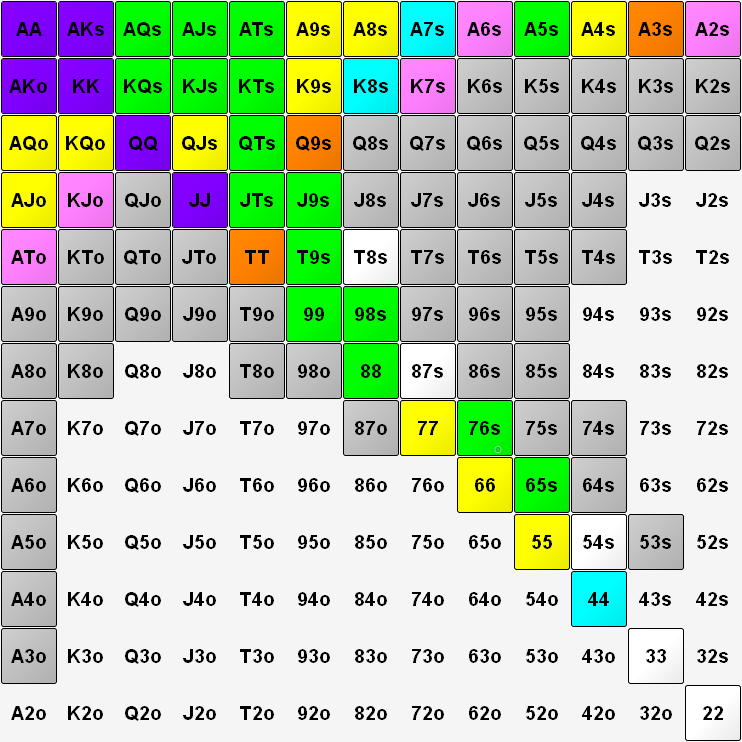 AA AKs AQs AJs ATs A9s A8s A7s A6s A5s A4s A3s A2s
AKo KK KQs KJs KTs K9s K8s K7s K6s K5s K4s K3s K2s
AQo KQo QQ QJs QTs Q9s Q8s Q7s Q6s Q5s Q4s Q3s Q2s
AJo KJo QJo JJ JTs J9s J8s J7s J6s J5s J4s J3s J2s
ATo KTo QTo JTo TT T9s T8s T7s T6s T5s T4s T3s T2s
A9o K9o Q9o J9o T9o 99 98s 97s 96s 95s 94s 93s 92s
A8o K8o Q8o J8o T8o 98o 88 87s 86s 85s 84s 83s 82s
A7o K7o Q7o J7o T7o 97o 87o 77 76s 75s 74s 73s 72s
A6o K6o Q6o J6o T6o 96o 86o 76o 66 65s 64s 63s 62s
A5o K5o Q5o J5o T5o 95o 85o 75o 65o 55 54s 53s 52s
A4o K4o Q4o J4o T4o 94o 84o 74o 64o 54o 44 43s 42s
A3o K3o Q3o J3o T3o 93o 83o 73o 63o 53o 43o 33 32s
A2o K2o Q2o J2o T2o 92o 82o 72o 62o 52o 42o 32o 22